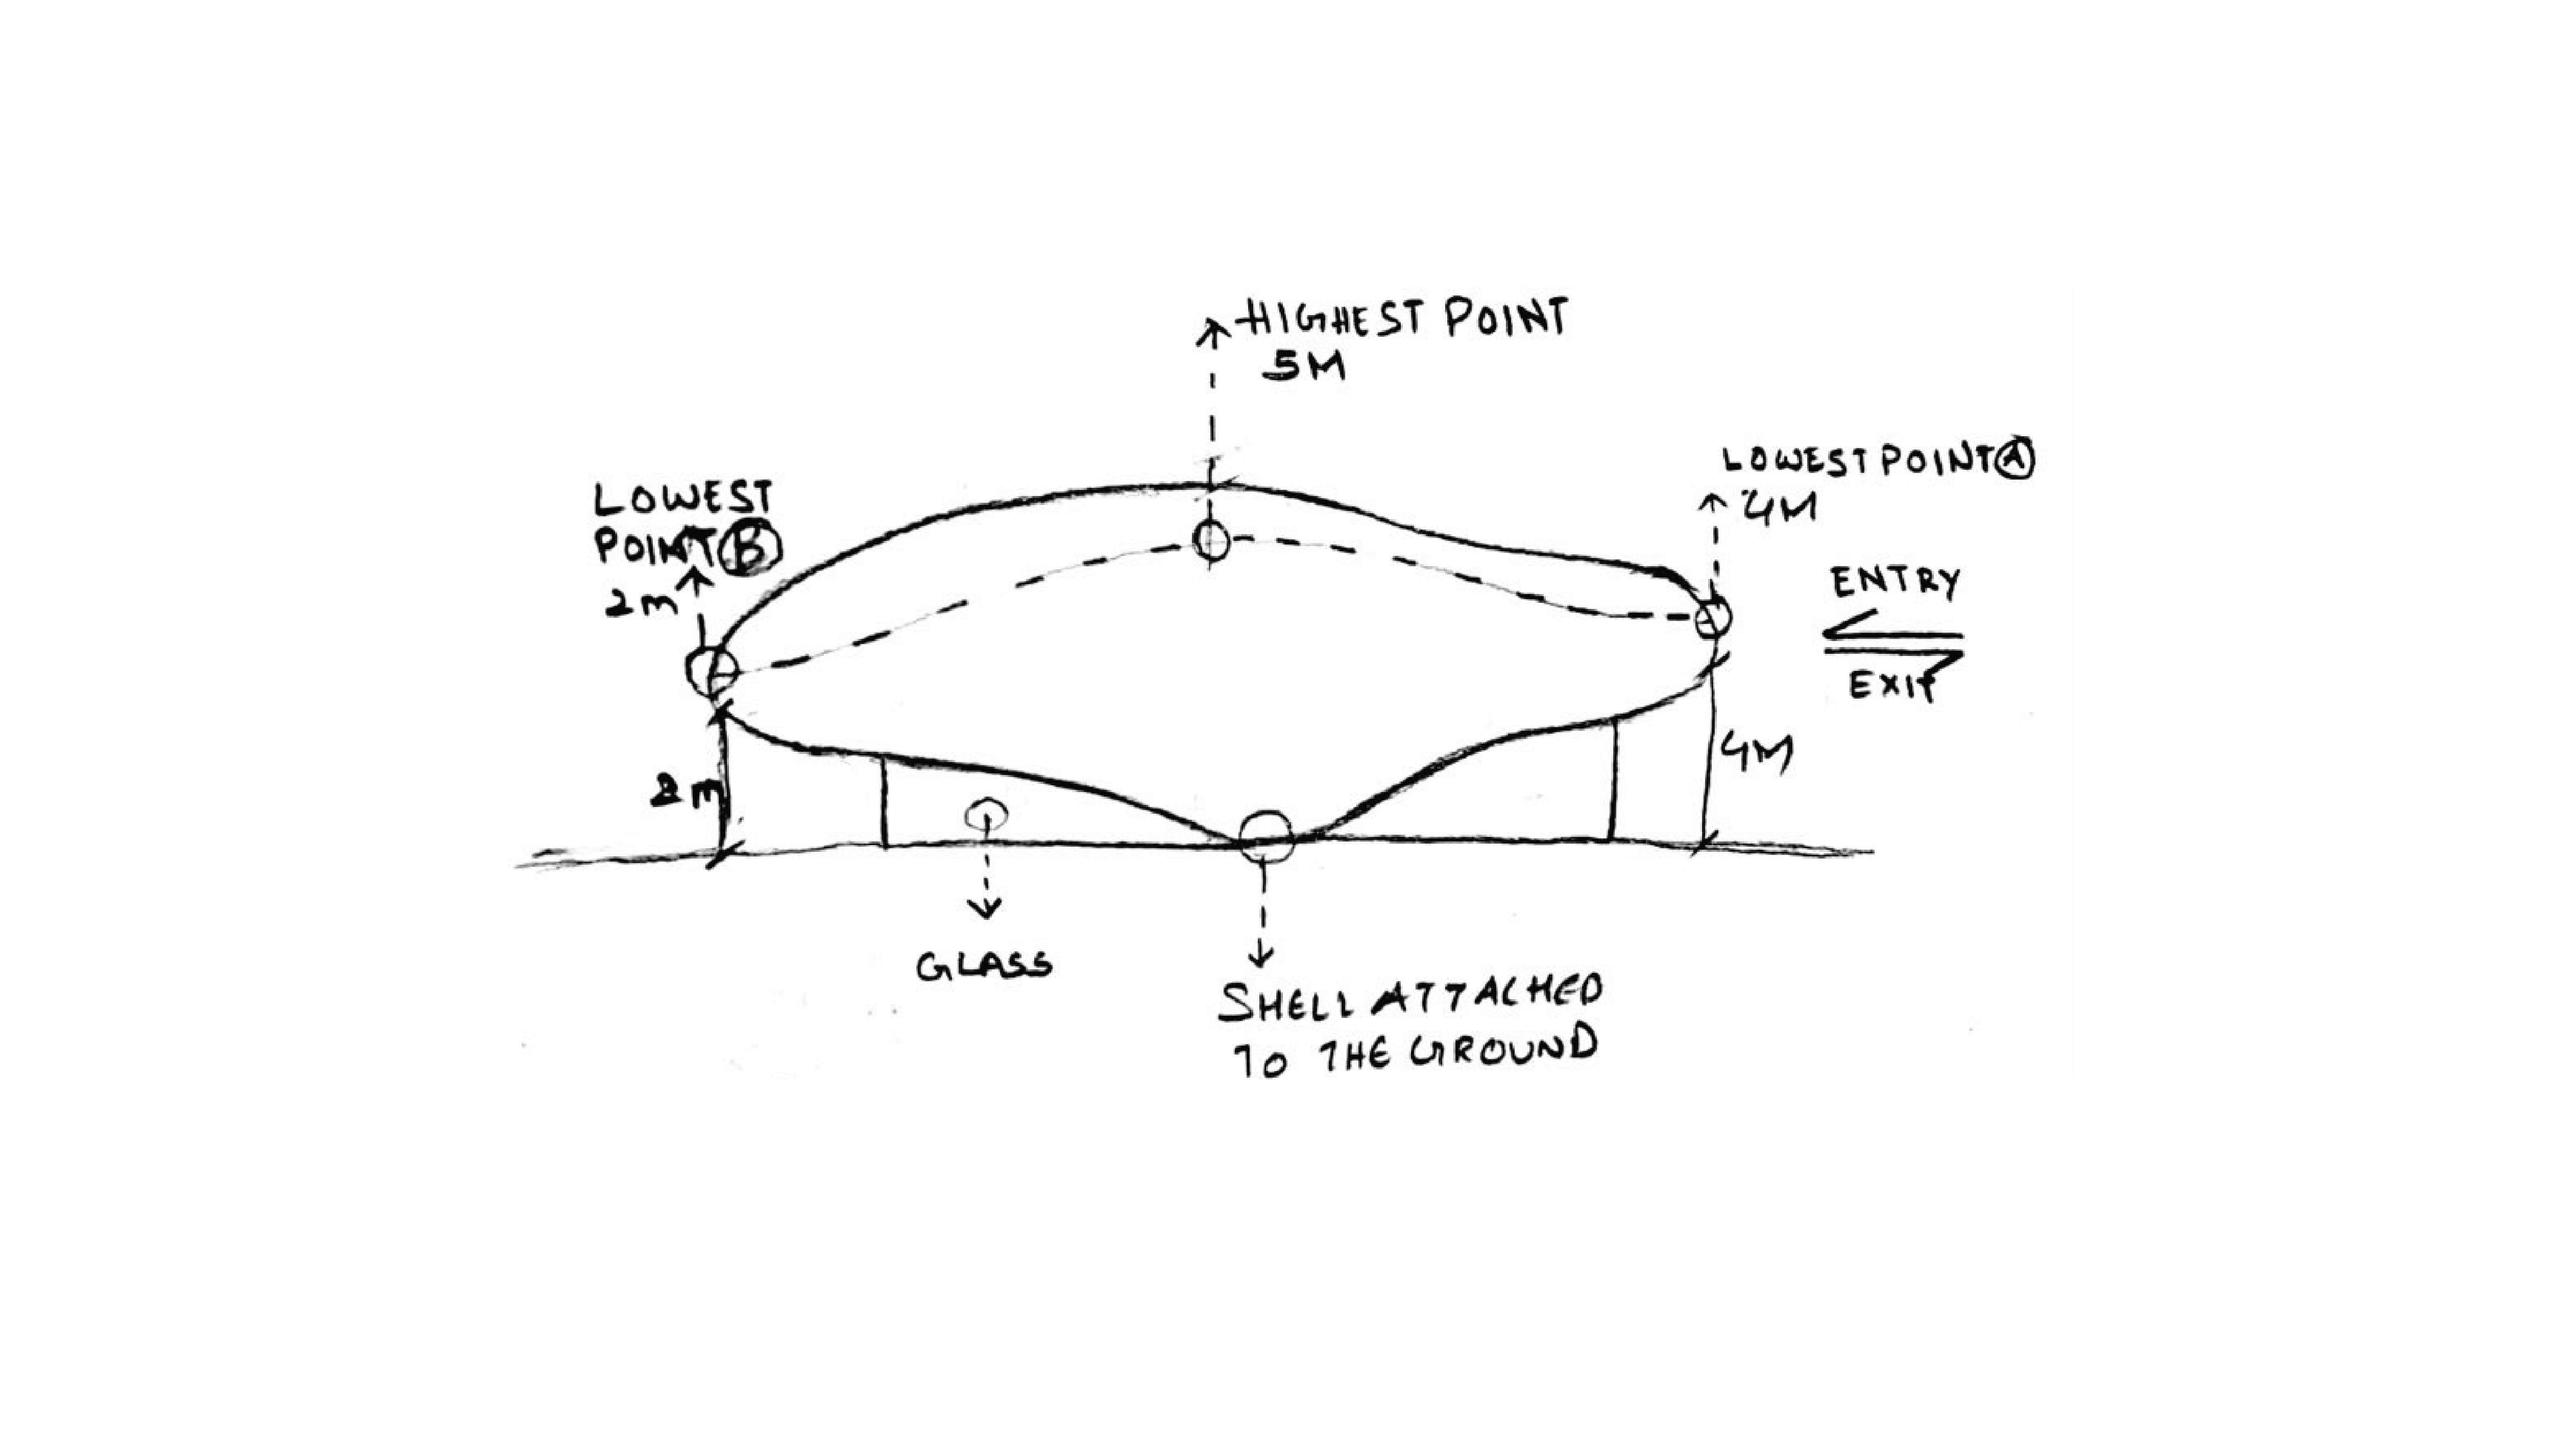 HIGHEST POINT
5M
LOWEST POINT Ⓐ
4M
LOWEST
POINT Ⓑ
2m
ENTRY
EXIT
4M
2m
GLASS
SHELL ATTACHED
TO THE GROUND